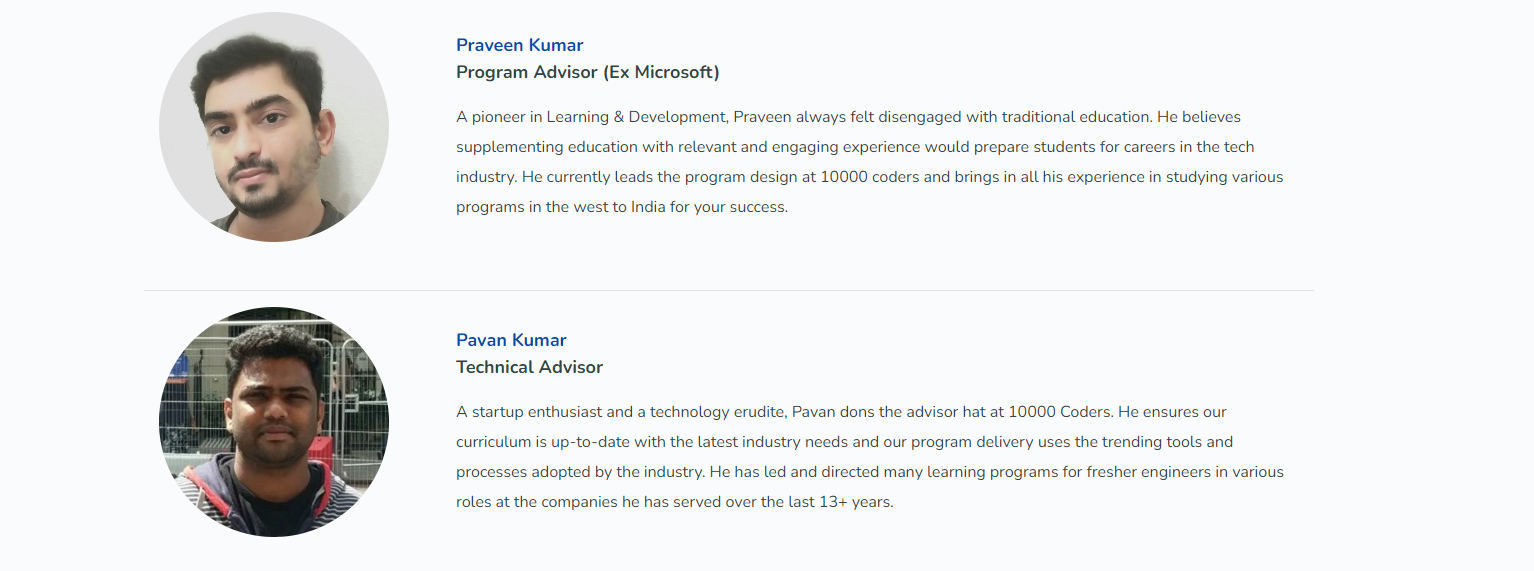 Praveen Kumar
Program Advisor (Ex Microsoft)
A pioneer in Learning & Development, Praveen always felt disengaged with traditional education. He believes
supplementing education with relevant and engaging experience would prepare students for careers in the tech
industry. He currently leads the program design at 10000 coders and brings in all his experience in studying various
programs in the west to India for your success.
Pavan Kumar
Technical Advisor
A startup enthusiast and a technology erudite, Pavan dons the advisor hat at 10000 Coders. He ensures our
curriculum is up-to-date with the latest industry needs and our program delivery uses the trending tools and
processes adopted by the industry. He has led and directed many learning programs for fresher engineers in various
roles at the companies he has served over the last 13+ years.